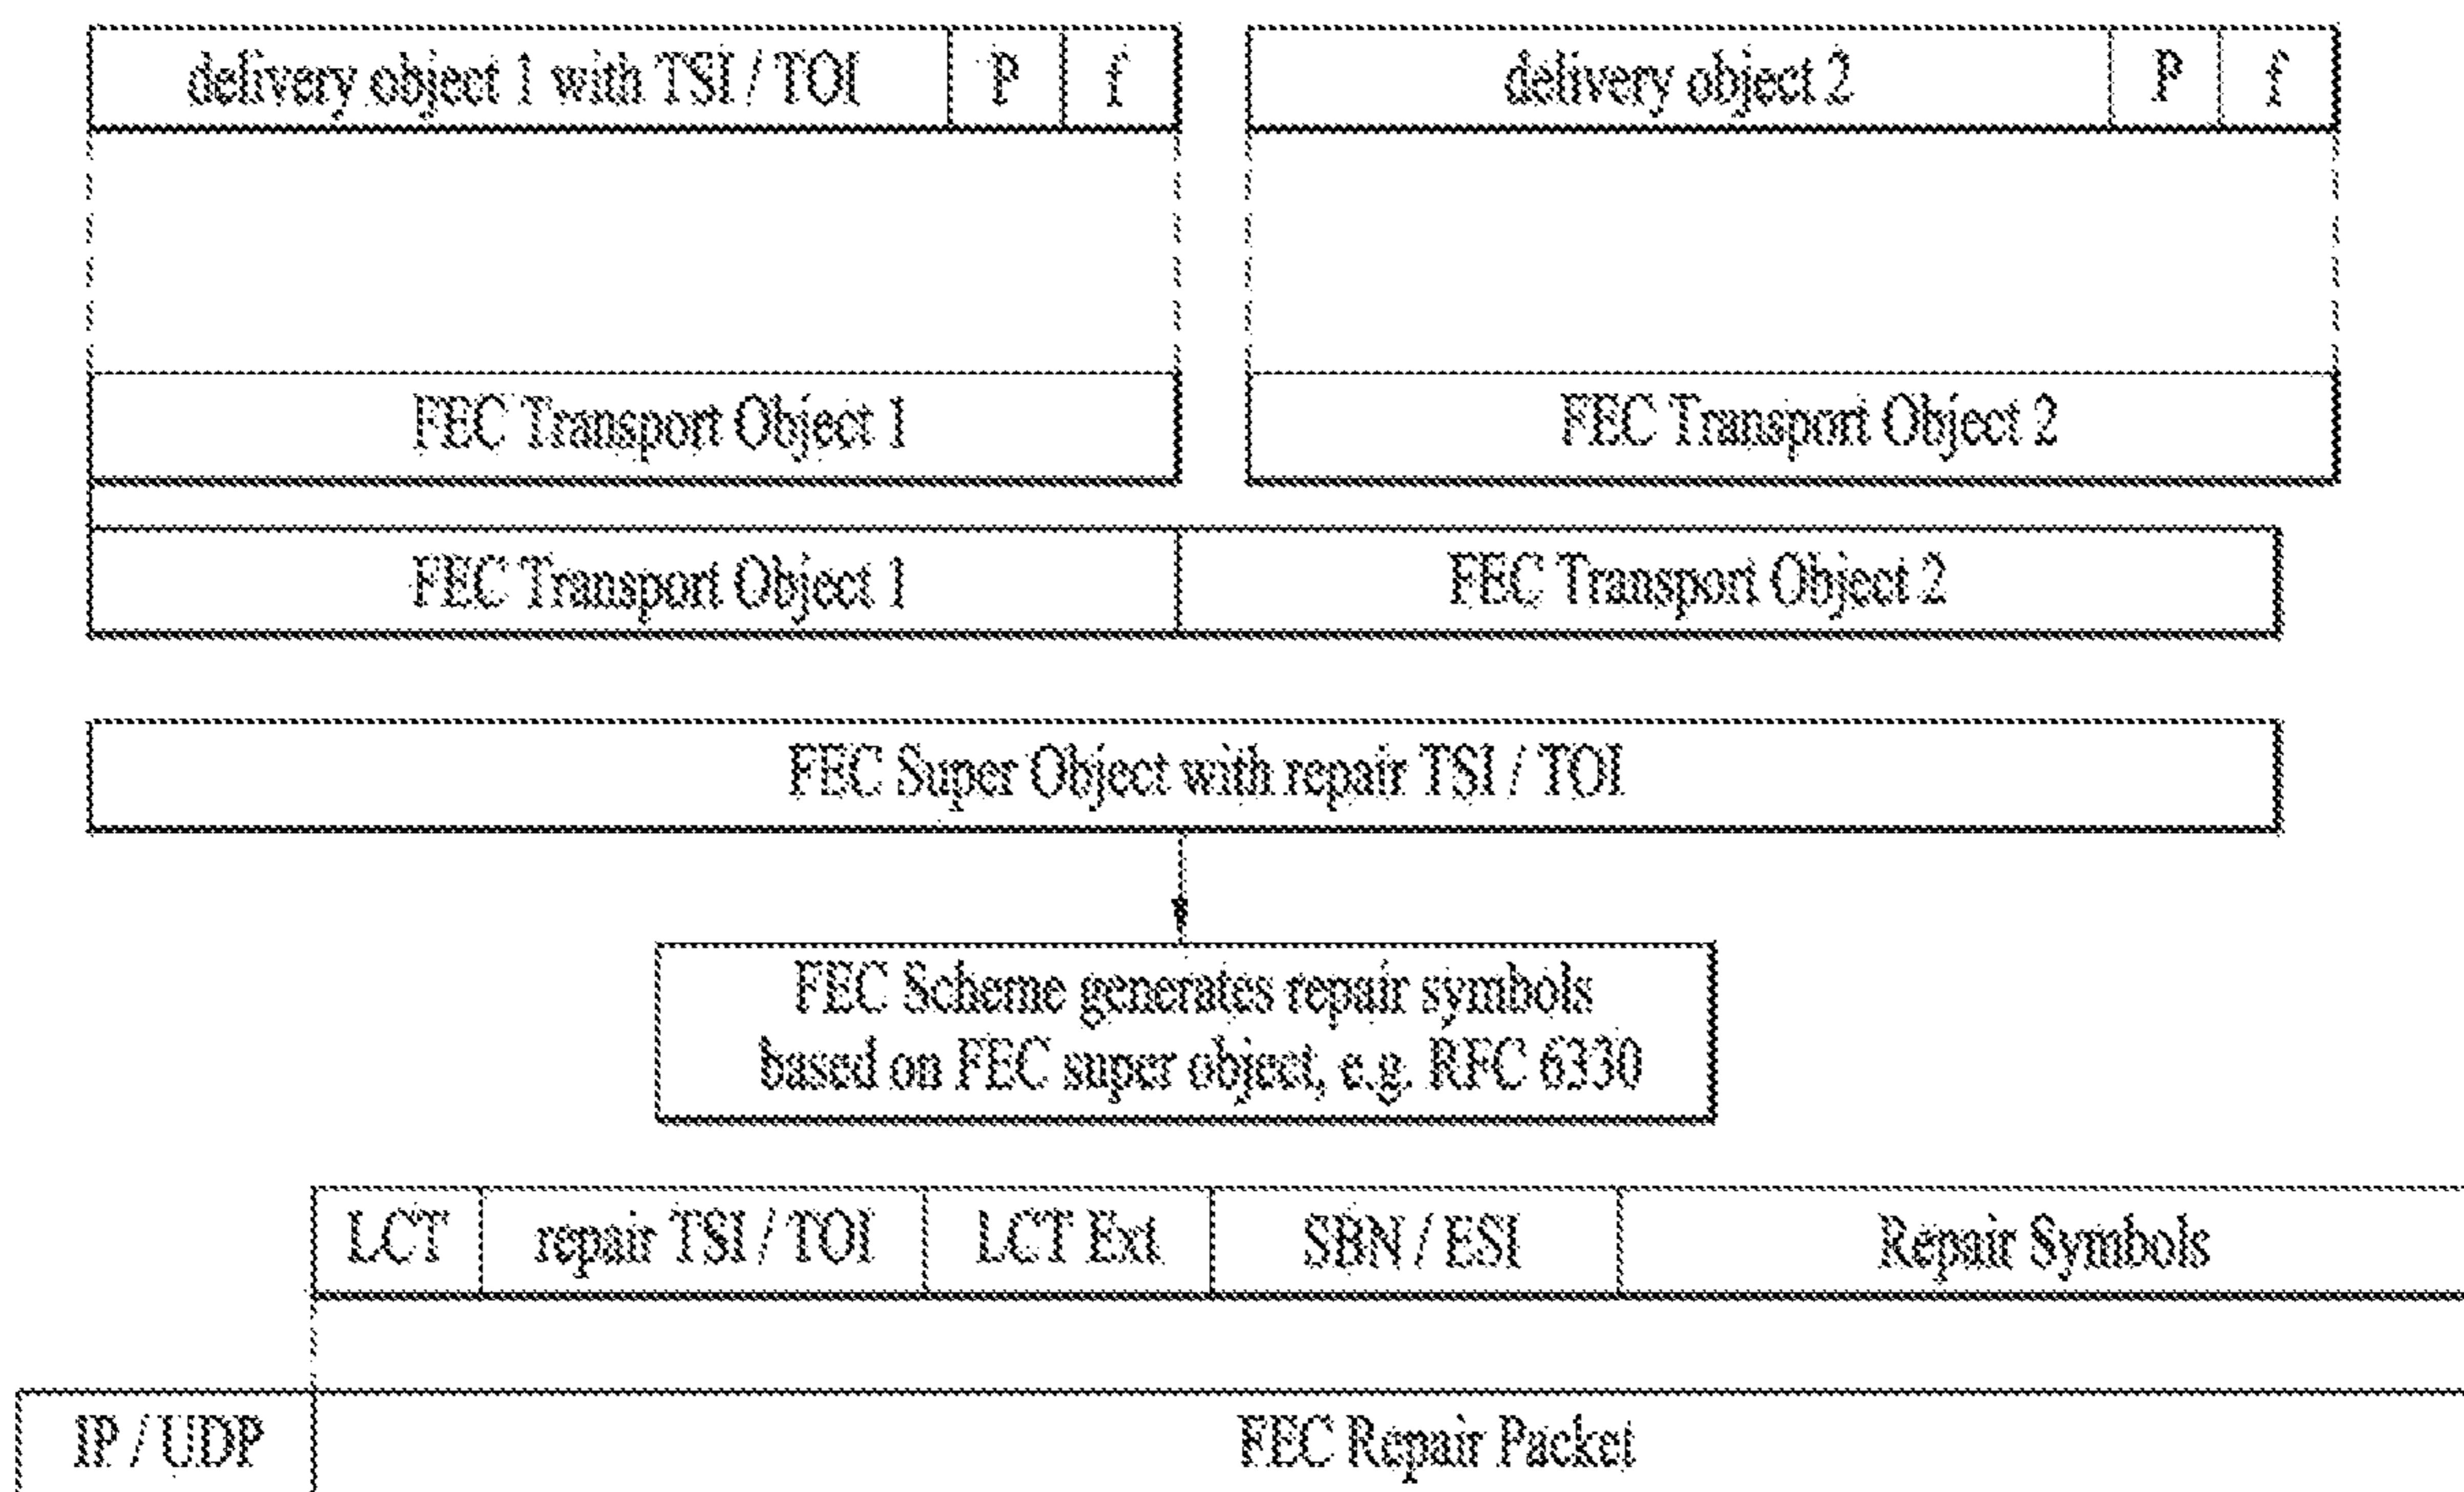 delivery object 1 with TSI / TOI P f delivery object 2 P f
FEC Transport Object 1 FEC Transport Object 2
FEC Transport Object 1 FEC Transport Object 2
FEC Super Object with repair TSI / TOI
FEC Scheme generates repair symbols
based on FEC super object, e.g. RFC 6330
LCT repair TSI / TOI LCT Ext SBN / ESI Repair Symbols
IP / UDP FEC Repair Packet